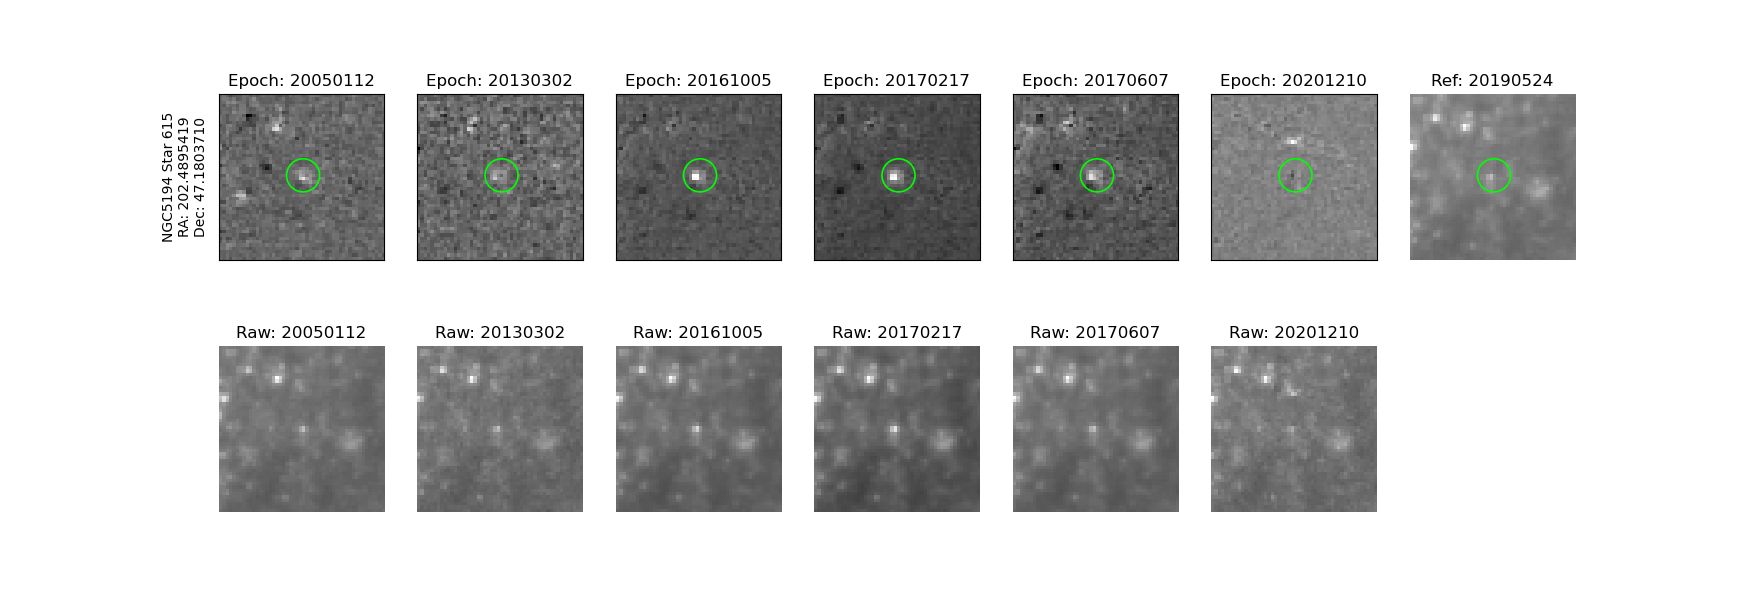 Epoch: 20050112
Epoch: 20130302
Epoch: 20161005
Epoch: 20170217
Epoch: 20170607
Epoch: 20201210
Ref: 20190524
NGC5194 Star 615
RA: 202.4895419
Dec: 47.1803710
Raw: 20050112
Raw: 20130302
Raw: 20161005
Raw: 20170217
Raw: 20170607
Raw: 20201210